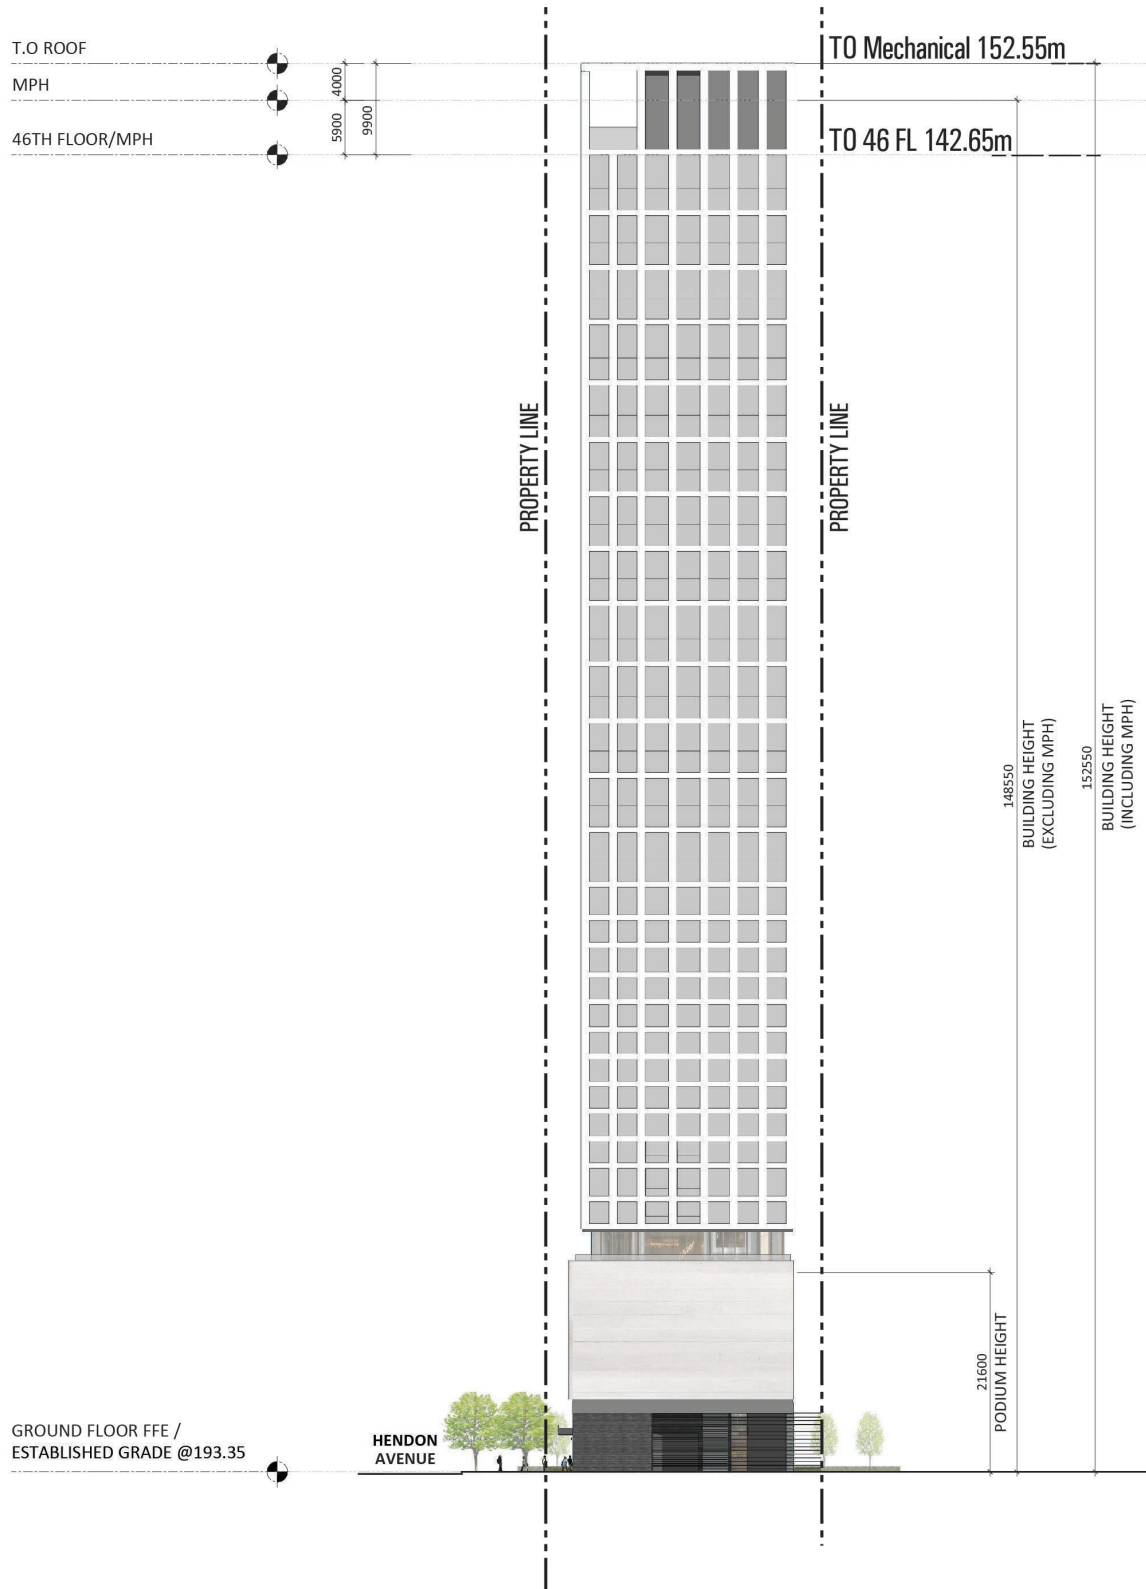 T.O ROOF
MPH
46TH FLOOR/MPH
4000
5900
9900
TO Mechanical 152.55m
TO 46 FL 142.65m
PROPERTY LINE
PROPERTY LINE
148550
BUILDING HEIGHT
(EXCLUDING MPH)
152550
BUILDING HEIGHT
(INCLUDING MPH)
21600
PODIUM HEIGHT
GROUND FLOOR FFE /
ESTABLISHED GRADE @193.35
HENDON
AVENUE